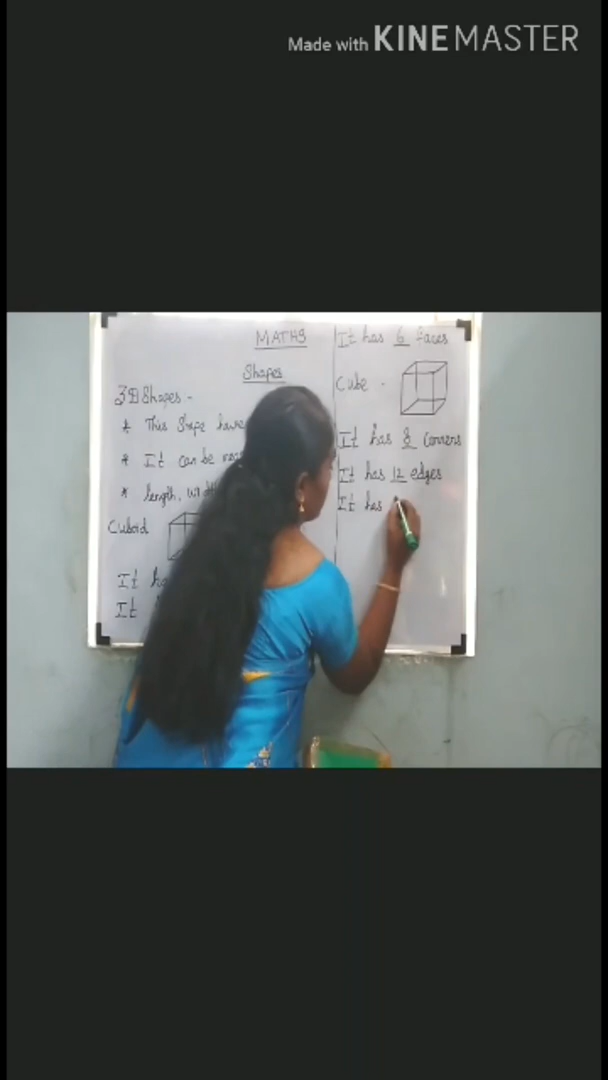 Made with KINEMASTER
MATHS
Shapes
3D Shapes :-
* This Shape have
* It can be
* length,
Cuboid
It
It
It has 6 faces
Cube -
It has 8 corners
It has 12 edges
It has